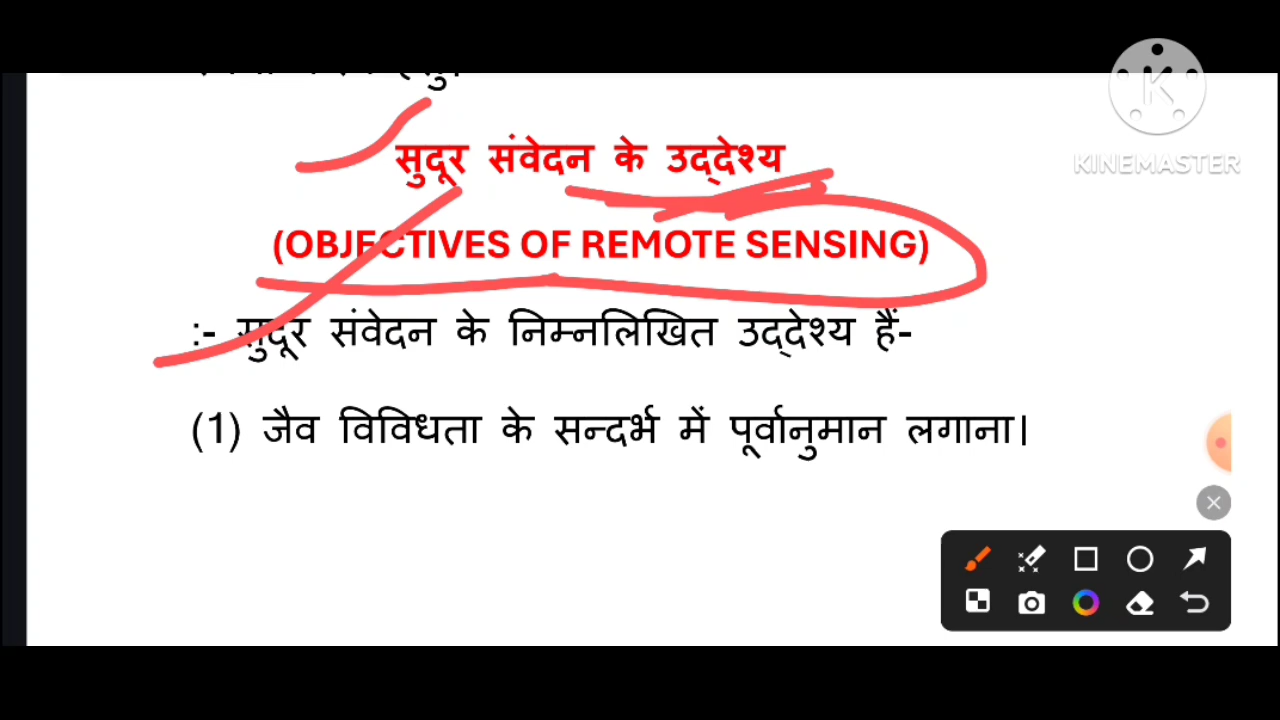 सुदूर संवेदन के उद्देश्य
(OBJECTIVES OF REMOTE SENSING)
:- सुदूर संवेदन के निम्नलिखित उद्देश्य हैं-
(1) जैव विविधता के सन्दर्भ में पूर्वानुमान लगाना।
K
KINEMASTER